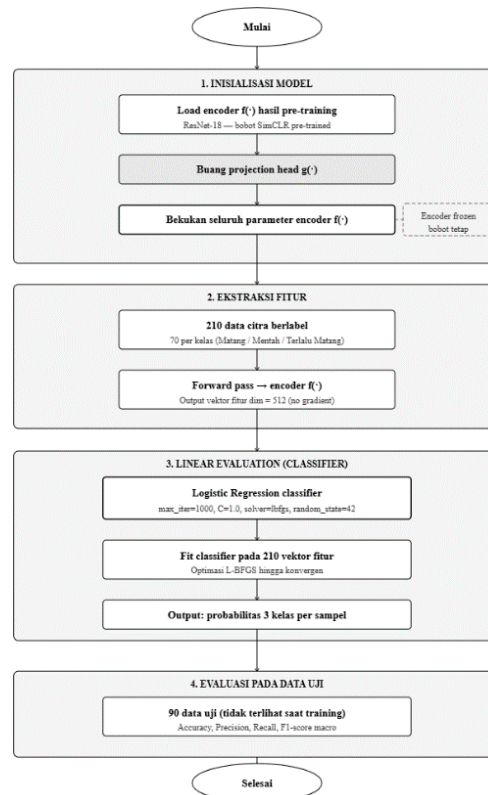 Mulai
1. INISIALISASI MODEL
Load encoder f(·) hasil pre-training
ResNet-18 — bobot SimCLR pre-trained
Buang projection head g(·)
Bekukan seluruh parameter encoder f(·)
Encoder frozen
bobot tetap
2. EKSTRAKSI FITUR
210 data citra berlabel
70 per kelas (Matang / Mentah / Terlalu Matang)
Forward pass → encoder f(·)
Output vektor fitur dim = 512 (no gradient)
3. LINEAR EVALUATION (CLASSIFIER)
Logistic Regression classifier
max_iter=1000, C=1.0, solver=lbfgs, random_state=42
Fit classifier pada 210 vektor fitur
Optimasi L-BFGS hingga konvergen
Output: probabilitas 3 kelas per sampel
4. EVALUASI PADA DATA UJI
90 data uji (tidak terlihat saat training)
Accuracy, Precision, Recall, F1-score macro
Selesai